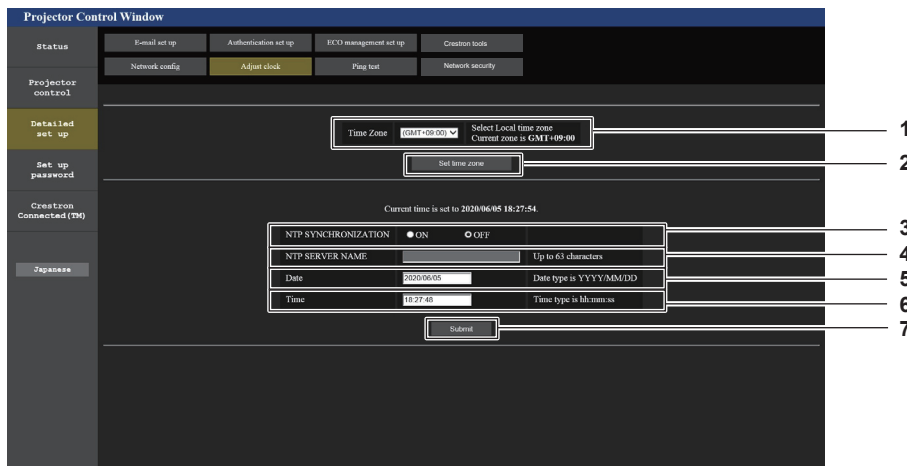 Projector Control Window
Status
Projector
control
Detailed
set up
Set up
password
Crestron
Connected(TM)
Japanese
E-mail set up
Authentication set up
ECO management set up
Crestron tools
Network config
Adjust clock
Ping test
Network security
Time Zone
(GMT+09:00)
Select Local time zone
Current zone is GMT+09:00
1
Set time zone
2
Current time is set to 2020/06/05 18:27:54.
NTP SYNCHRONIZATION
ON
OFF
3
NTP SERVER NAME
Up to 63 characters
4
Date
2020/06/05
Date type is YYYY/MM/DD
5
Time
18:27:48
Time type is hh:mm:ss
6
Submit
7